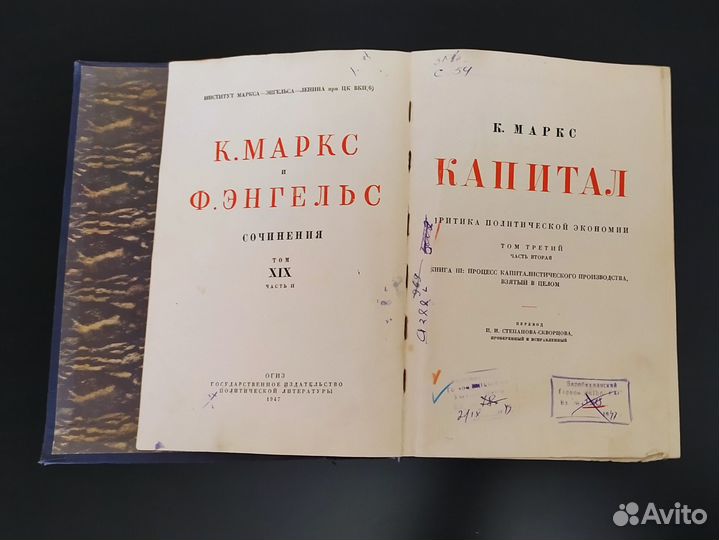 ИНСТИТУТ МАРКСА—ЭНГЕЛЬСА—ЛЕНИНА при ЦК ВКП(б)
К. МАРКС
и
Ф. ЭНГЕЛЬС
СОЧИНЕНИЯ
ТОМ
XIX
ЧАСТЬ II
ОГИЗ
ГОСУДАРСТВЕННОЕ ИЗДАТЕЛЬСТВО
ПОЛИТИЧЕСКОЙ ЛИТЕРАТУРЫ
1947
С 54
К. МАРКС
КАПИТАЛ
КРИТИКА ПОЛИТИЧЕСКОЙ ЭКОНОМИИ
ТОМ ТРЕТИЙ
ЧАСТЬ ВТОРАЯ
КНИГА III: ПРОЦЕСС КАПИТАЛИСТИЧЕСКОГО ПРОИЗВОДСТВА,
ВЗЯТЫЙ В ЦЕЛОМ
ПЕРЕВОД
И. И. СТЕПАНОВА-СКВОРЦОВА,
ПРОВЕРЕННЫЙ И ИСПРАВЛЕННЫЙ
Avito